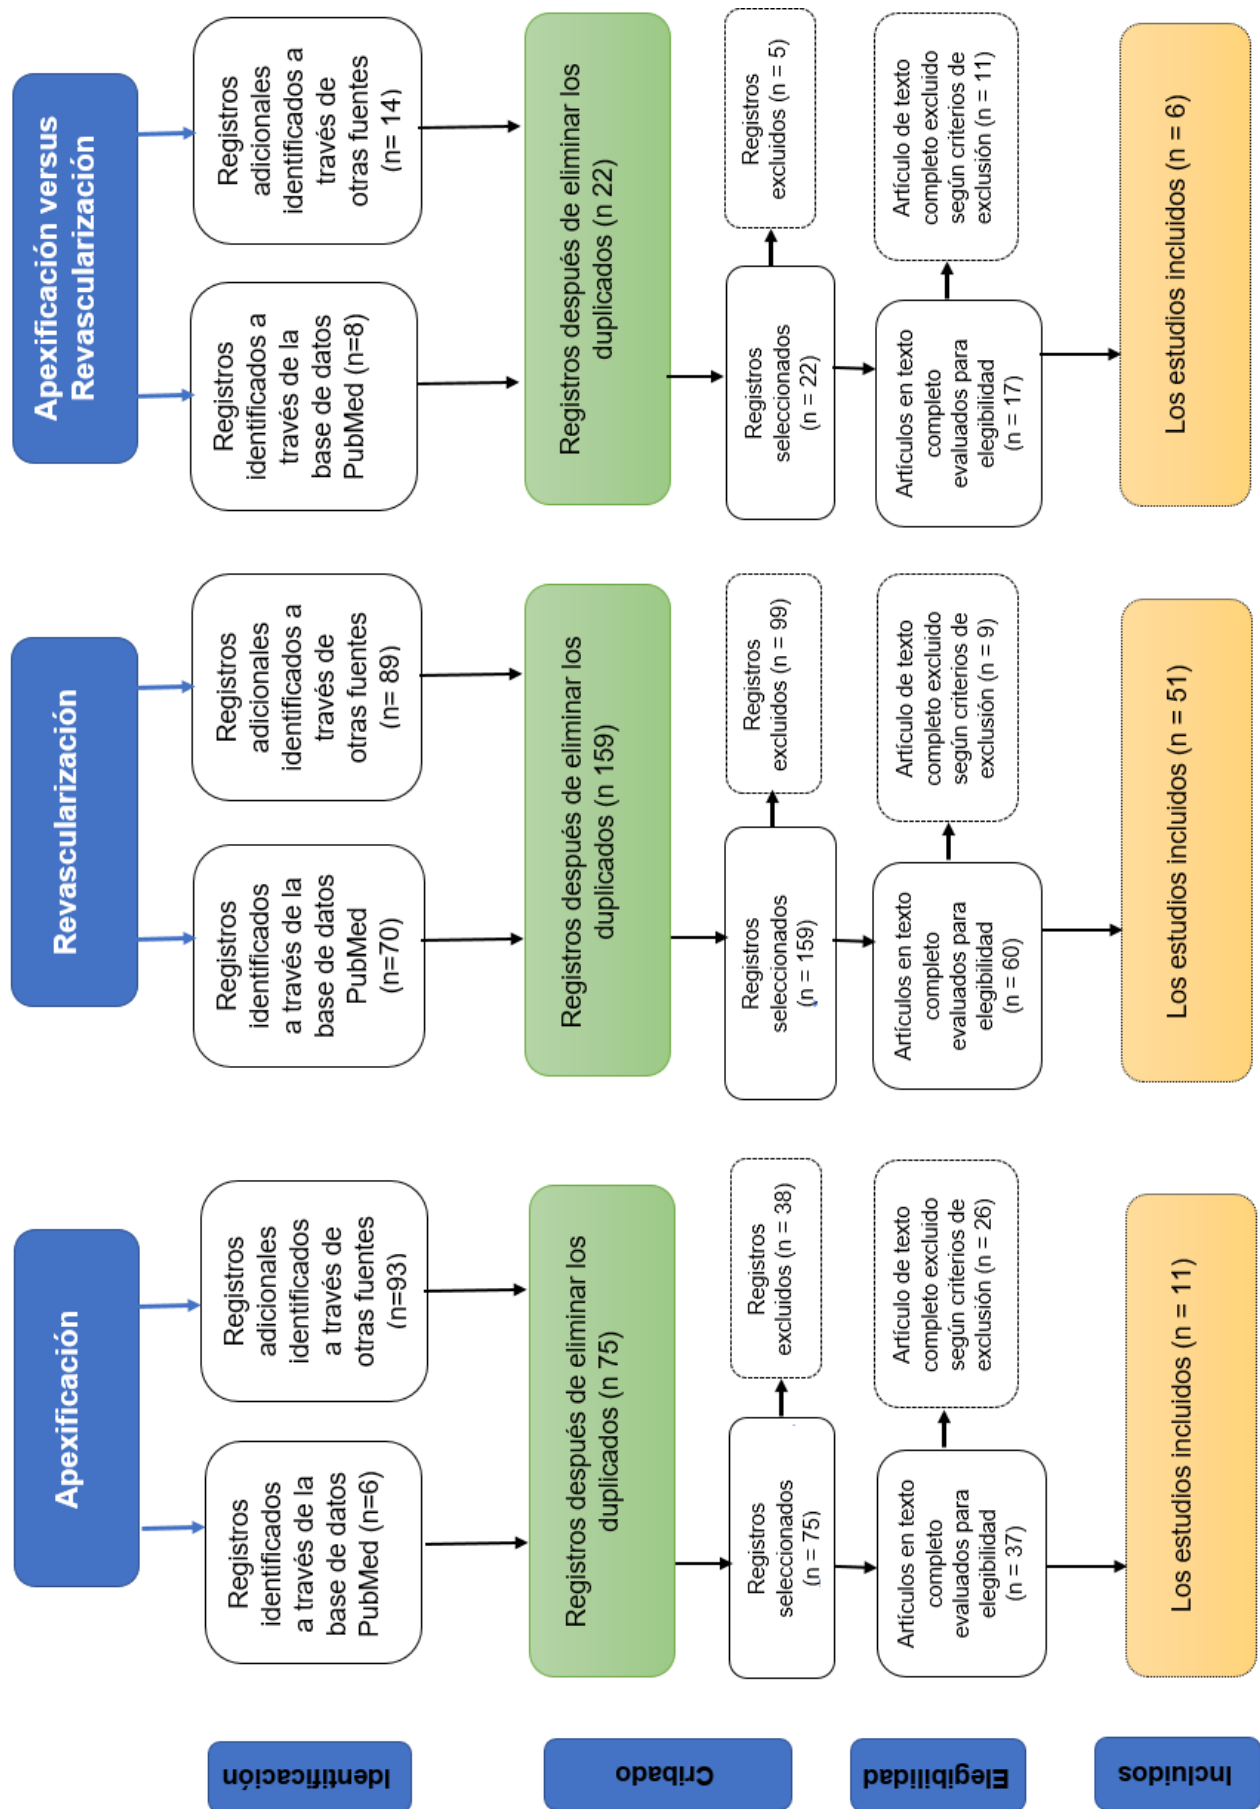 Apexificación
Revascularización
Apexificación versus
Revascularización
Identificación
Registros
identificados
a través de la
base de datos
PubMed (n=6)
Registros
adicionales
identificados
a través de
otras fuentes
(n=93)
Registros
identificados
a través de la
base de datos
PubMed
(n=70)
Registros
adicionales
identificados a
través de
otras fuentes
(n= 89)
Registros
identificados a
través de la
base de datos
PubMed (n=8)
Registros
adicionales
identificados a
través de
otras fuentes
(n= 14)
Cribado
Registros después de eliminar los
duplicados (n 75)
Registros después de eliminar los
duplicados (n 159)
Registros después de eliminar los
duplicados (n 22)
Registros
seleccionados
(n = 75)
Registros
excluidos (n = 38)
Registros
seleccionados
(n = 159)
Registros
excluidos (n = 99)
Registros
seleccionados
(n = 22)
Registros
excluidos (n = 5)
Elegibilidad
Artículos en texto
completo
evaluados para
elegibilidad
(n = 37)
Artículo de texto
completo excluido
según criterios de
exclusión (n = 26)
Artículos en texto
completo
evaluados para
elegibilidad
(n = 60)
Artículo de texto
completo excluido
según criterios de
exclusión (n = 9)
Artículos en texto
completo
evaluados para
elegibilidad
(n = 17)
Artículo de texto
completo excluido
según criterios de
exclusión (n = 11)
Incluidos
Los estudios incluidos (n = 11)
Los estudios incluidos (n = 51)
Los estudios incluidos (n = 6)